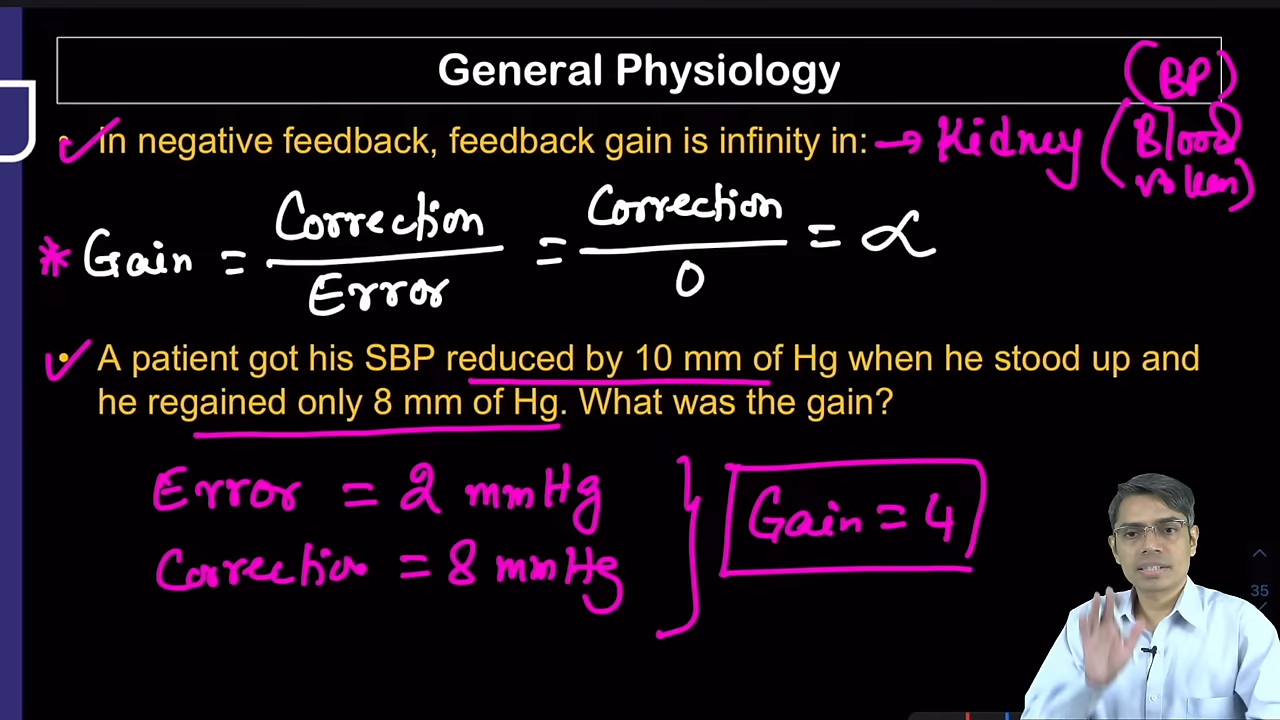 General Physiology
(BP)
• In negative feedback, feedback gain is infinity in: → Kidney (Blood
volum)
* Gain = Correction / Error = Correction / 0 = ∝
• A patient got his SBP reduced by 10 mm of Hg when he stood up and
he regained only 8 mm of Hg. What was the gain?
Error = 2 mmHg
Correction = 8 mmHg
Gain = 4
35